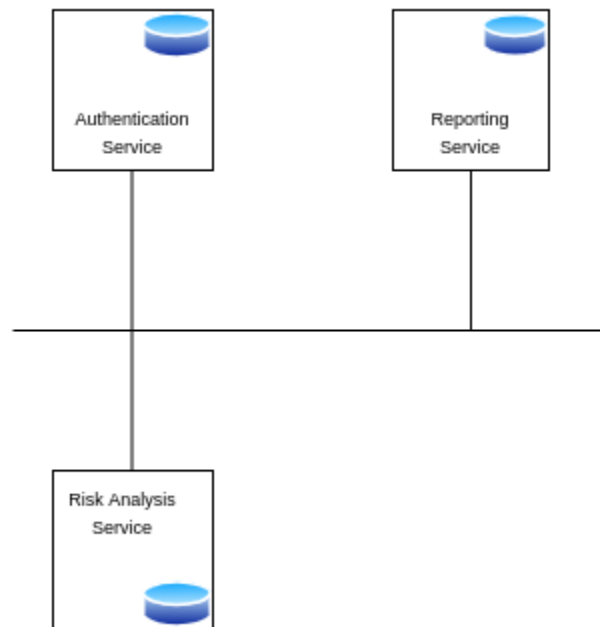 Authentication
Service
Reporting
Service
Risk Analysis
Service